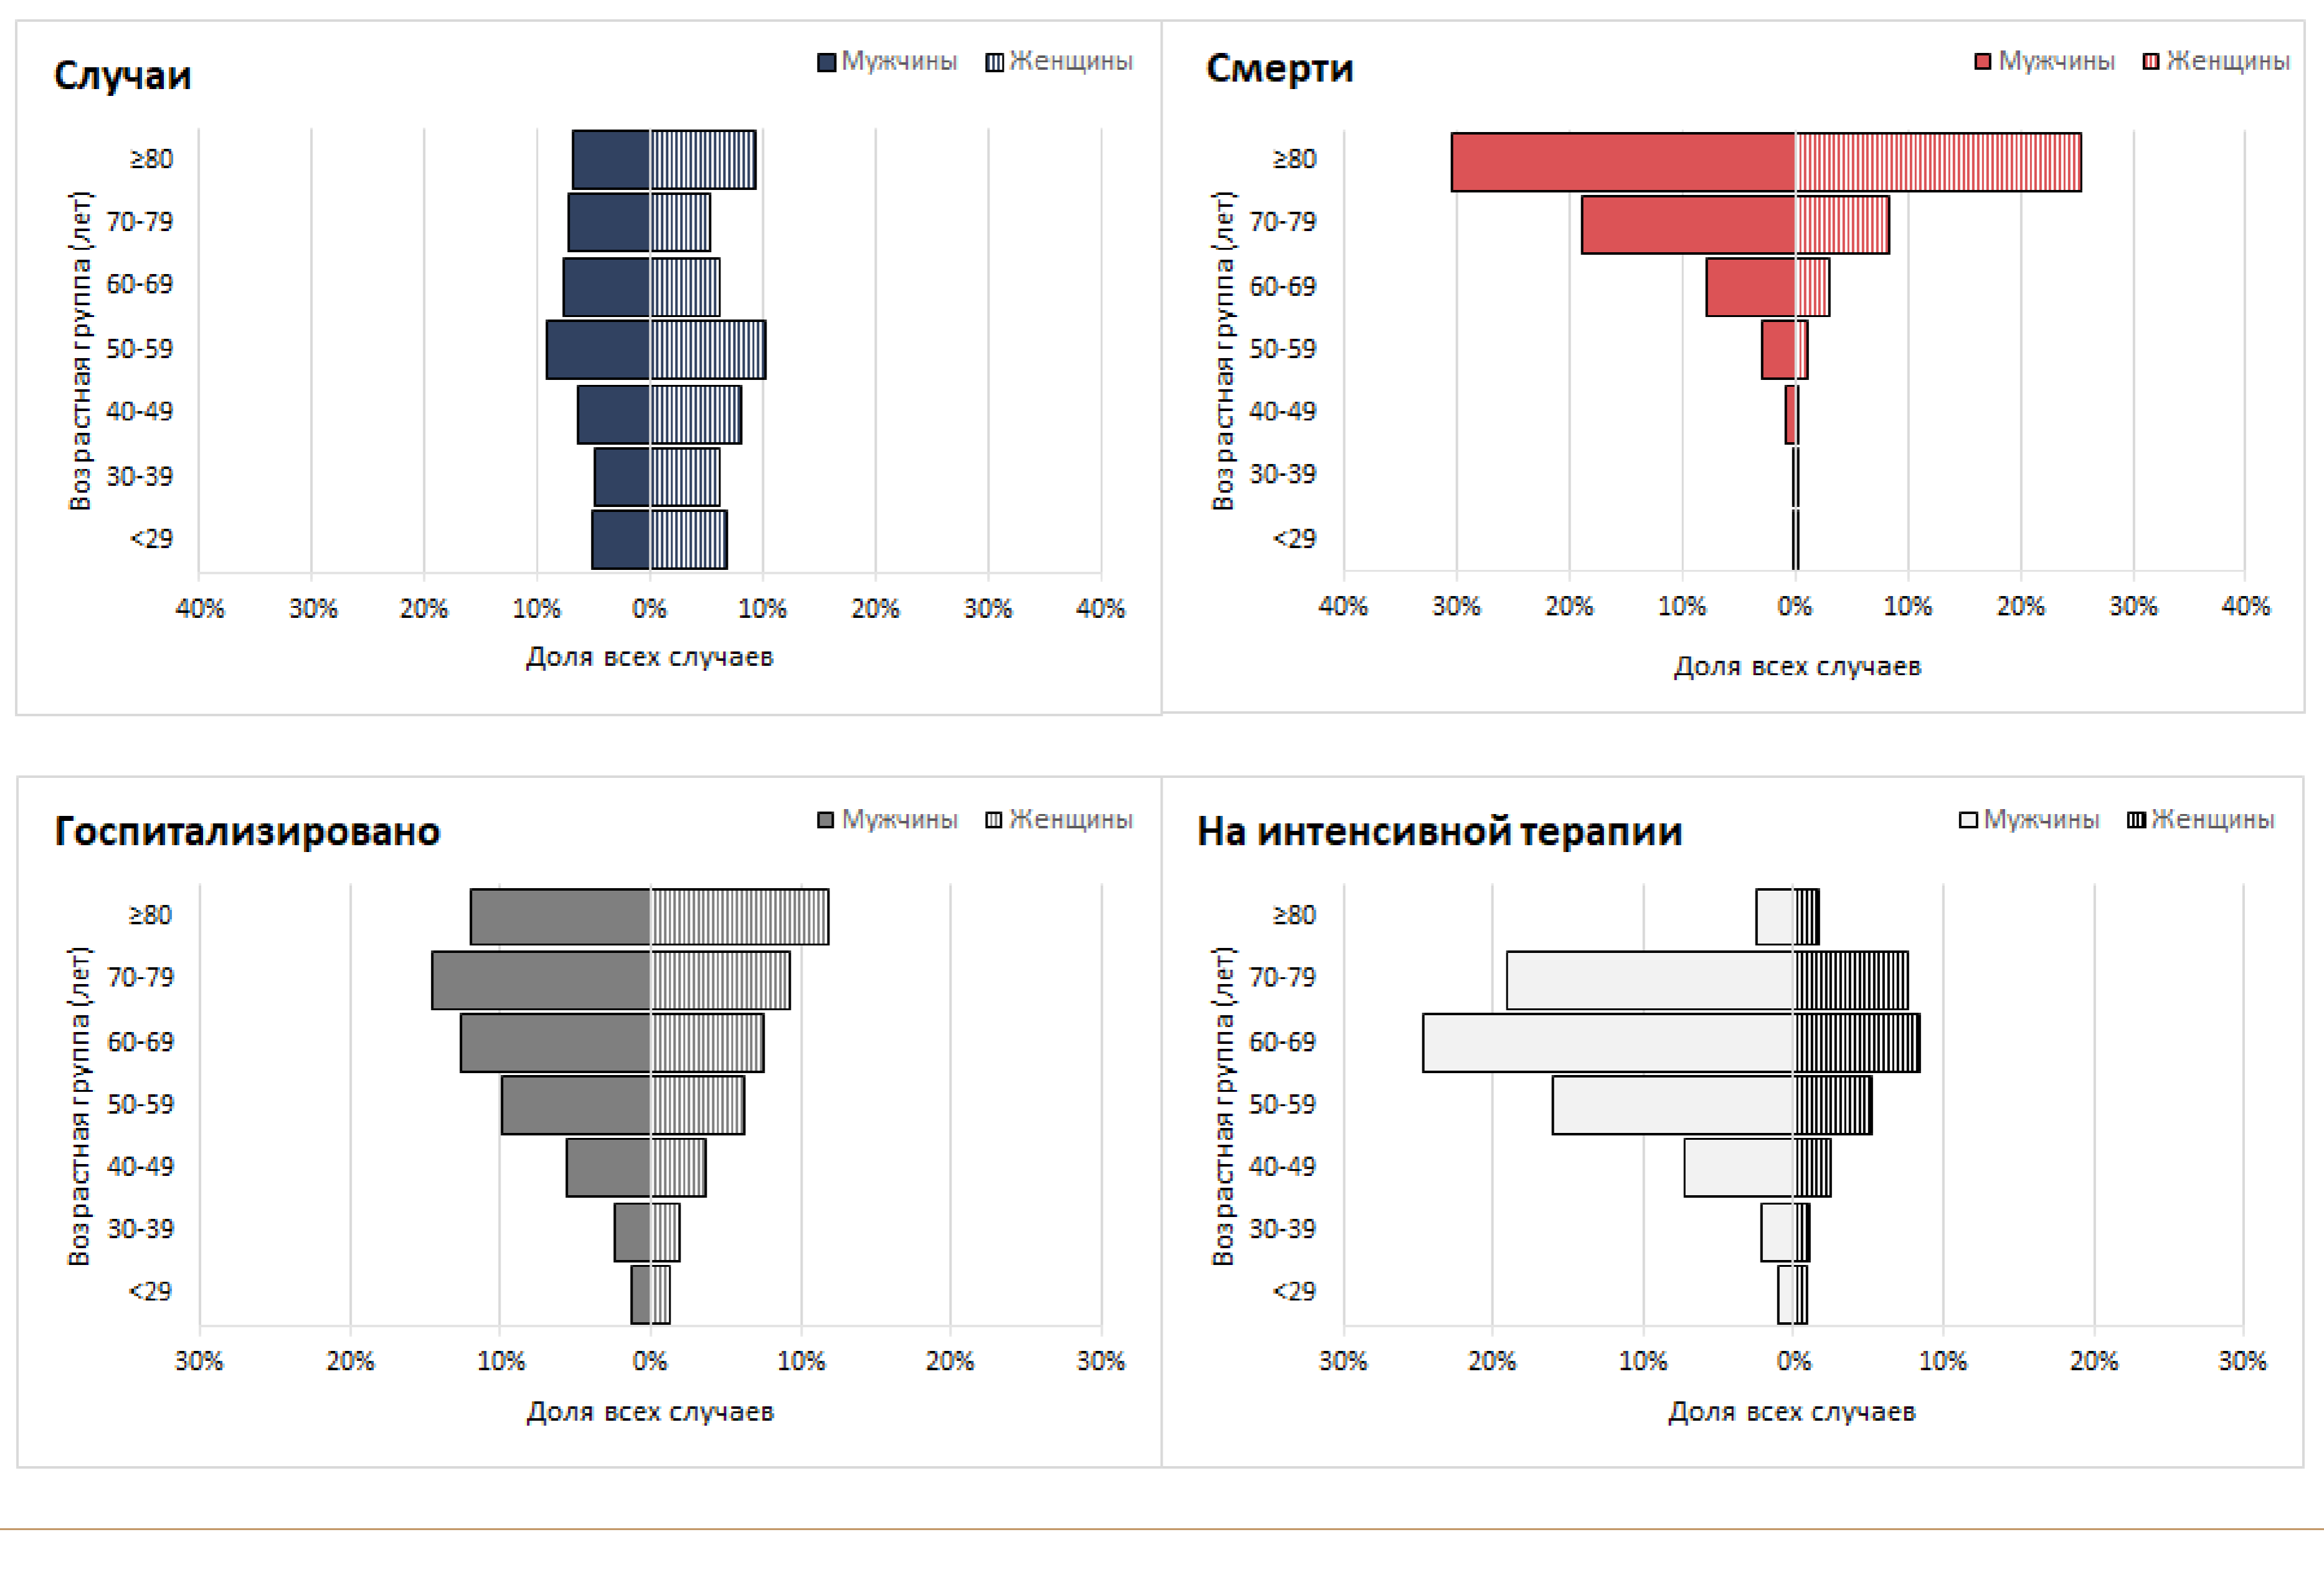 Случаи
Мужчины Женщины
Возрастная группа (лет)
≥80
70-79
60-69
50-59
40-49
30-39
<29
40% 30% 20% 10% 0% 10% 20% 30% 40%
Доля всех случаев
Смерти
Мужчины Женщины
Возрастная группа (лет)
≥80
70-79
60-69
50-59
40-49
30-39
<29
40% 30% 20% 10% 0% 10% 20% 30% 40%
Доля всех случаев
Госпитализировано
Мужчины Женщины
Возрастная группа (лет)
≥80
70-79
60-69
50-59
40-49
30-39
<29
30% 20% 10% 0% 10% 20% 30%
Доля всех случаев
На интенсивной терапии
Мужчины Женщины
Возрастная группа (лет)
≥80
70-79
60-69
50-59
40-49
30-39
<29
30% 20% 10% 0% 10% 20% 30%
Доля всех случаев